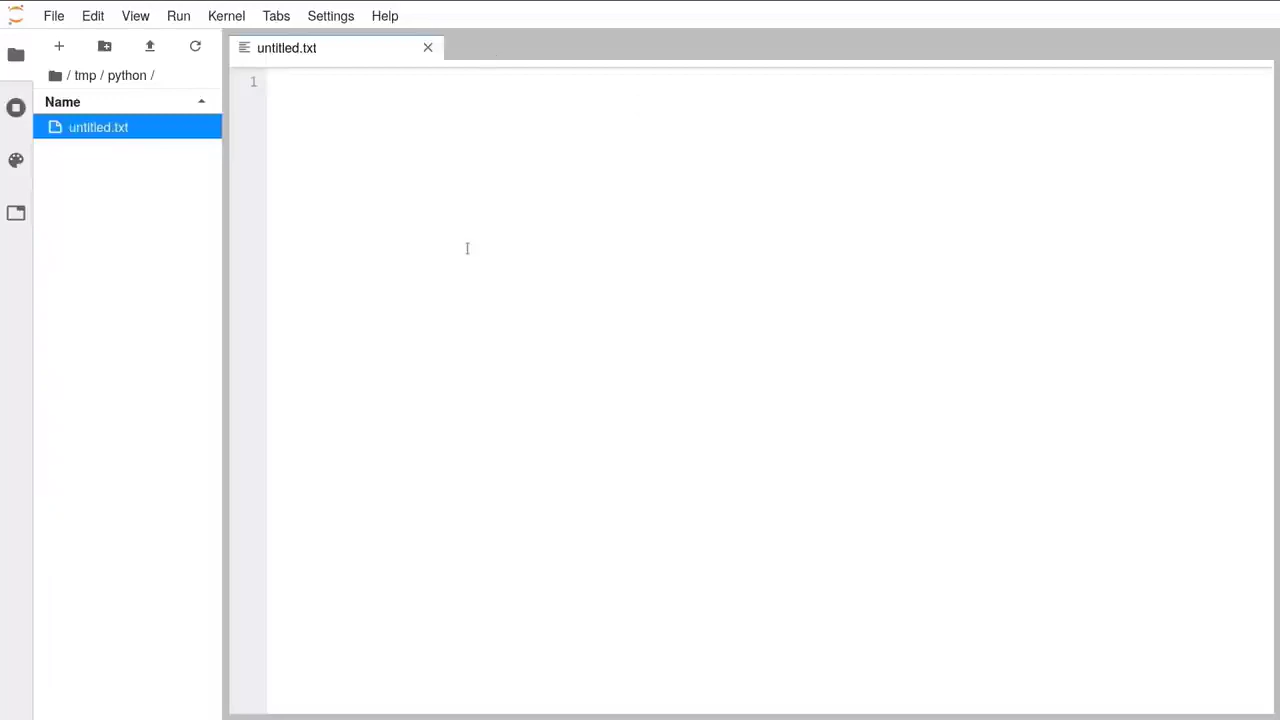 File Edit View Run Kernel Tabs Settings Help
untitled.txt
/ tmp / python /
Name
untitled.txt
1